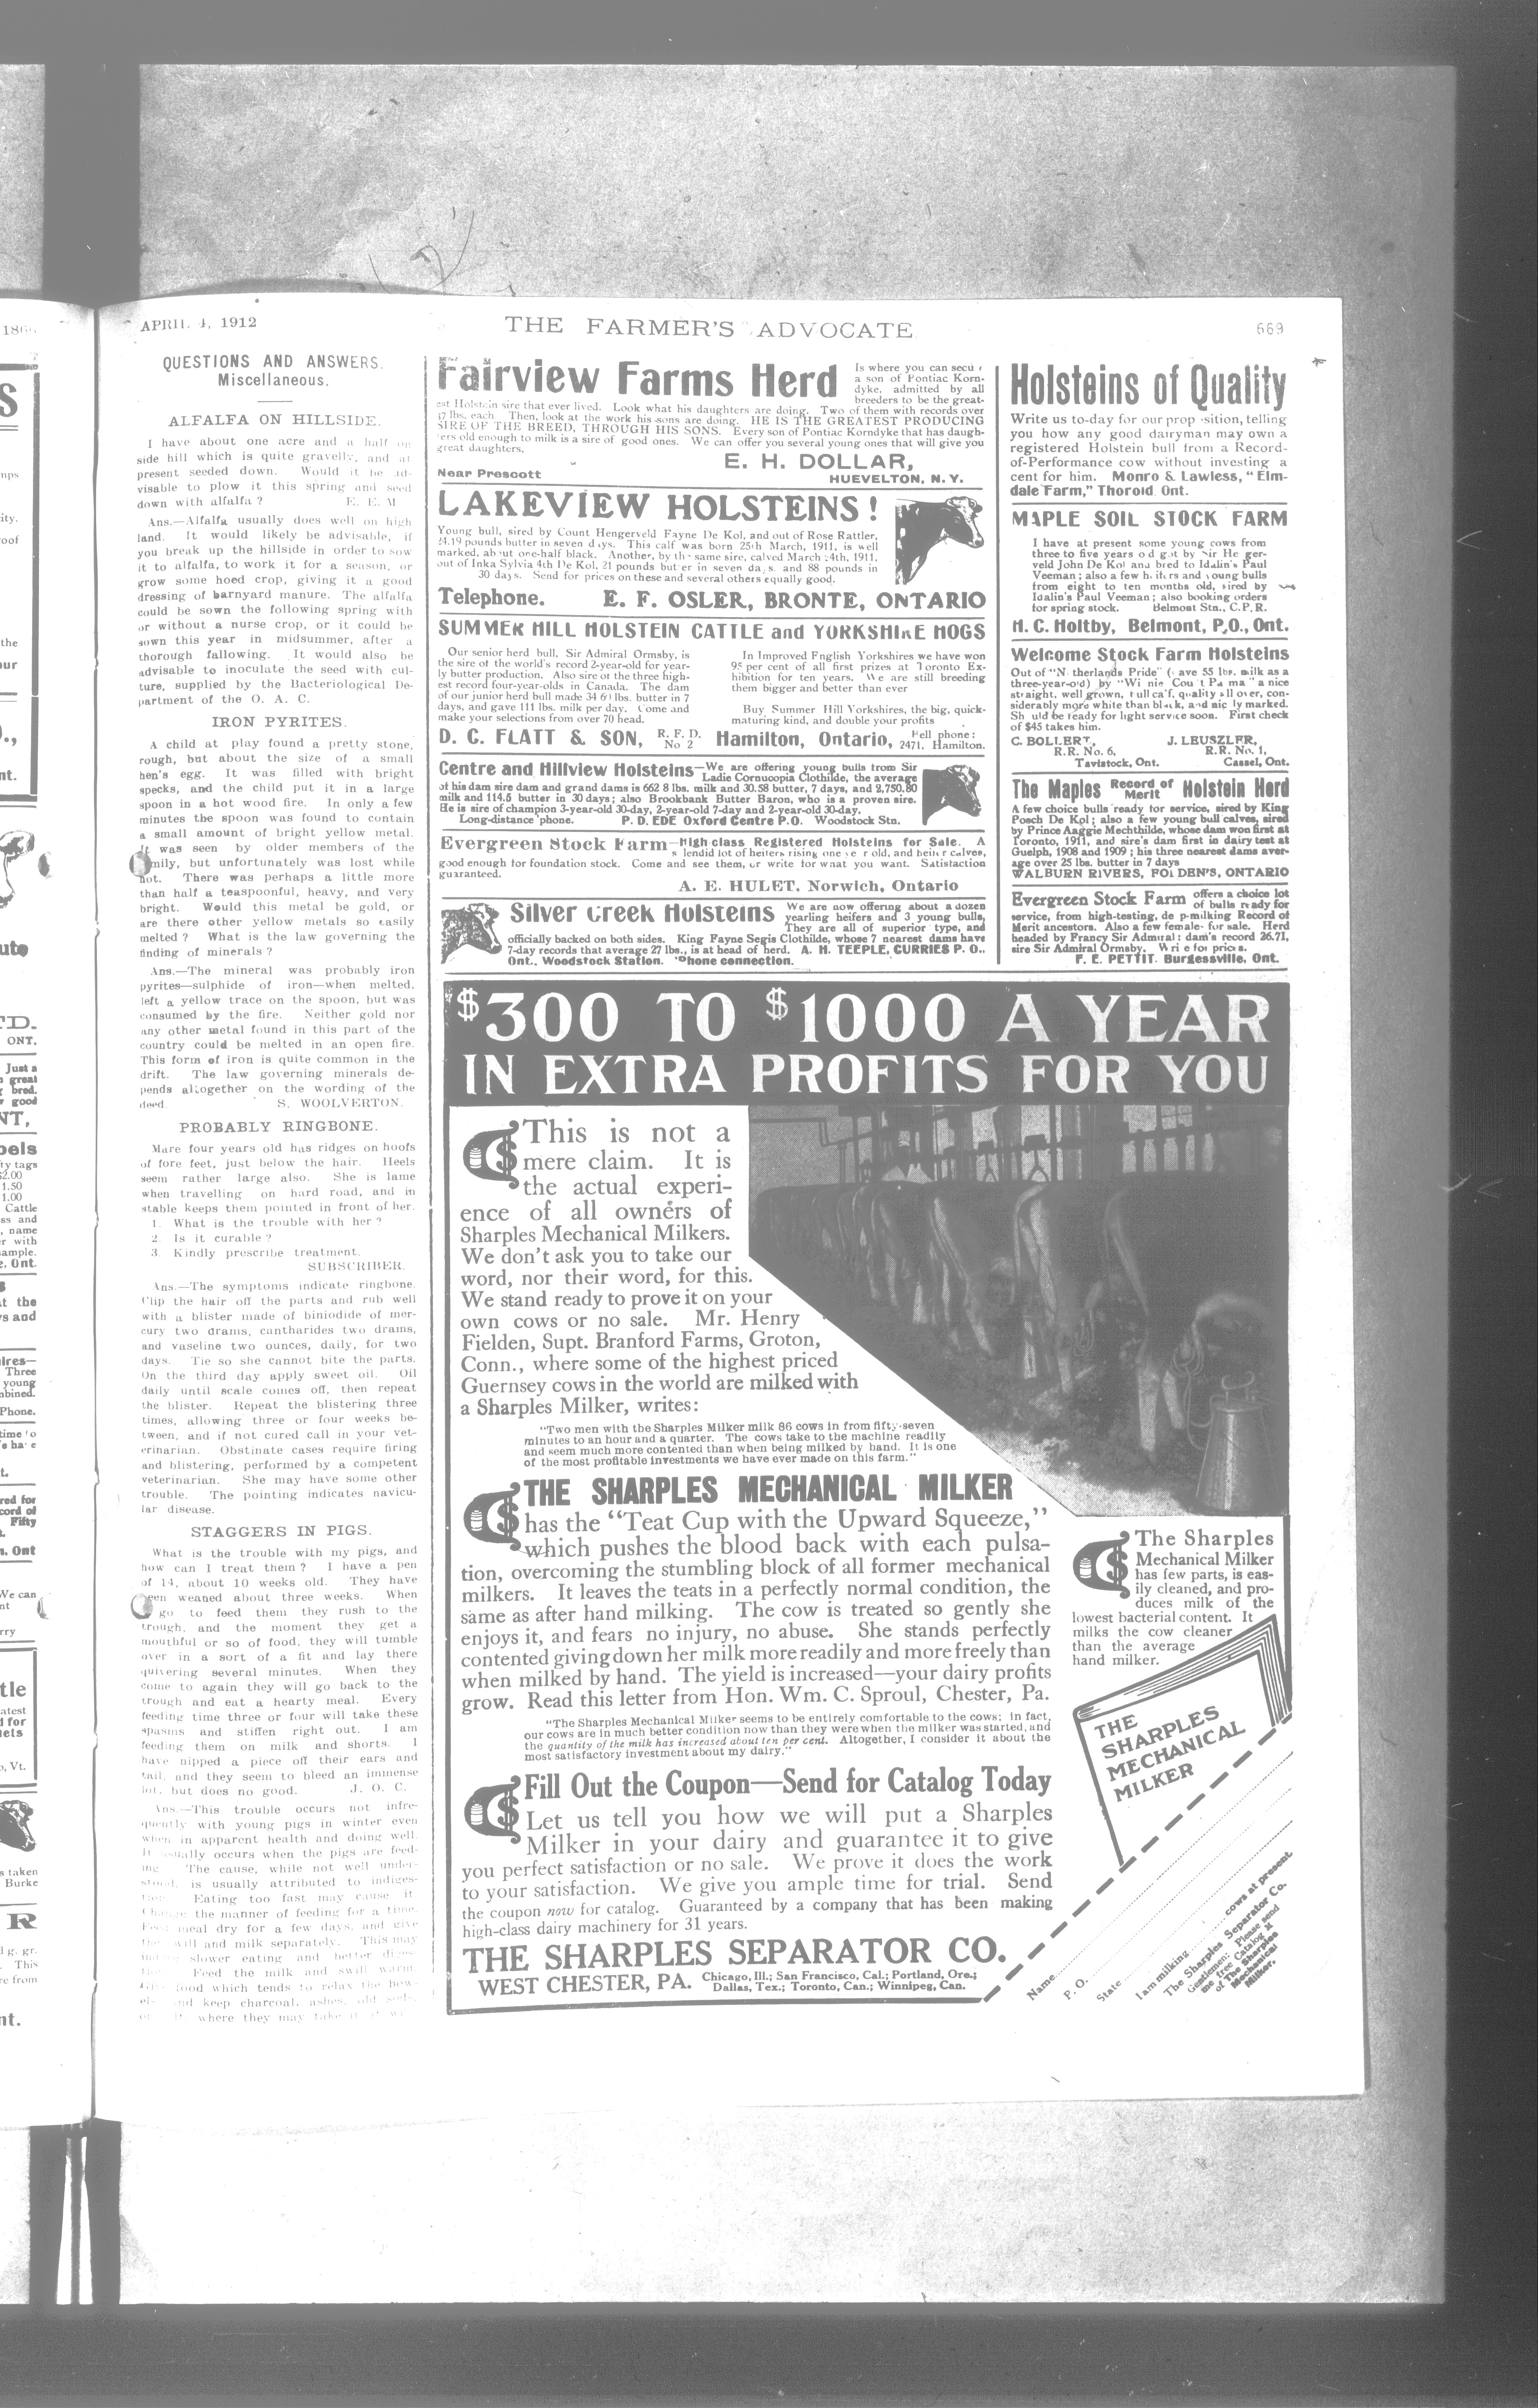 APRIL 4, 1912
THE FARMER'S ADVOCATE
669
QUESTIONS AND ANSWERS.
Miscellaneous.
ALFALFA ON HILLSIDE.
I have about one acre and a half on
side hill which is quite gravelly, and at
present seeded down. Would it be ad-
visable to plow it this spring and seed
down with alfalfa ? E. E. M
Ans.—Alfalfa usually does well on high
land. It would likely be advisable, if
you break up the hillside in order to sow
it to alfalfa, to work it for a season, or
grow some hoed crop, giving it a good
dressing of barnyard manure. The alfalfa
could be sown the following spring with
or without a nurse crop, or it could be
sown this year in midsummer, after a
thorough fallowing. It would also be
advisable to inoculate the seed with cul-
ture, supplied by the Bacteriological De-
partment of the O. A. C.
IRON PYRITES.
A child at play found a pretty stone,
rough, but about the size of a small
hen's egg. It was filled with bright
specks, and the child put it in a large
spoon in a hot wood fire. In only a few
minutes the spoon was found to contain
a small amount of bright yellow metal.
It was seen by older members of the
mily, but unfortunately was lost while
hot. There was perhaps a little more
than half a teaspoonful, heavy, and very
bright. Would this metal be gold, or
are there other yellow metals so easily
melted ? What is the law governing the
finding of minerals ?
Ans.—The mineral was probably iron
pyrites—sulphide of iron—when melted,
left a yellow trace on the spoon, but was
consumed by the fire. Neither gold nor
any other metal found in this part of the
country could be melted in an open fire.
This form of iron is quite common in the
drift. The law governing minerals de-
pends altogether on the wording of the
deed. S. WOOLVERTON.
PROBABLY RINGBONE.
Mare four years old has ridges on hoofs
of fore feet, just below the hair. Heels
seem rather large also. She is lame
when travelling on hard road, and in
stable keeps them pointed in front of her.
1. What is the trouble with her ?
2. Is it curable ?
3. Kindly prescribe treatment.
SUBSCRIBER.
Ans.—The symptoms indicate ringbone.
Clip the hair off the parts and rub well
with a blister made of biniodide of mer-
cury two drams, cantharides two drams,
and vaseline two ounces, daily, for two
days. Tie so she cannot bite the parts.
On the third day apply sweet oil. Oil
daily until scale comes off, then repeat
the blister. Repeat the blistering three
times, allowing three or four weeks be-
tween, and if not cured call in your vet-
erinarian. Obstinate cases require firing
and blistering, performed by a competent
veterinarian. She may have some other
trouble. The pointing indicates navicu-
lar disease.
STAGGERS IN PIGS.
What is the trouble with my pigs, and
how can I treat them ? I have a pen
of 14, about 10 weeks old. They have
een weaned about three weeks. When
go to feed them they rush to the
trough, and the moment they get a
mouthful or so of food, they will tumble
over in a sort of a fit and lay there
quivering several minutes. When they
come to again they will go back to the
trough and eat a hearty meal. Every
feeding time three or four will take these
spasms and stiffen right out. I am
feeding them on milk and shorts. I
have nipped a piece off their ears and
tail, and they seem to bleed an immense
lot, but does no good. J. O. C.
Ans.—This trouble occurs not infre-
quently with young pigs in winter even
when in apparent health and doing well.
It usually occurs when the pigs are feed-
ing. The cause, while not well under-
stood, is usually attributed to indiges-
tion. Eating too fast may cause it.
Change the manner of feeding for a time.
Feed meal dry for a few days, and give
the swill and milk separately. This may
slower eating and better diges-
Feed the milk and swill warm.
food which tends to relax the bow-
els and keep charcoal, ashes, old sods,
where they may take it
Fairview Farms Herd
Is where you can secu
a son of Pontiac Korn-
dyke, admitted by all
breeders to be the great-
est Holstein sire that ever lived. Look what his daughters are doing. Two of them with records over
37 lbs. each. Then, look at the work his sons are doing. HE IS THE GREATEST PRODUCING
SIRE OF THE BREED, THROUGH HIS SONS. Every son of Pontiac Korndyke that has daugh-
ters old enough to milk is a sire of good ones. We can offer you several young ones that will give you
great daughters.
E. H. DOLLAR,
Near Prescott HUEVELTON, N. Y.
LAKEVIEW HOLSTEINS !
Young bull, sired by Count Hengerveld Fayne De Kol, and out of Rose Rattler,
24.19 pounds butter in seven days. This calf was born 25th March, 1911, is well
marked, about one-half black. Another, by the same sire, calved March 24th, 1911,
out of Inka Sylvia 4th De Kol, 21 pounds butter in seven days, and 88 pounds in
30 days. Send for prices on these and several others equally good.
Telephone. E. F. OSLER, BRONTE, ONTARIO
SUMMER HILL HOLSTEIN CATTLE and YORKSHIRE HOGS
Our senior herd bull, Sir Admiral Ormsby, is
the sire of the world's record 2-year-old for year-
ly butter production. Also sire of the three high-
est record four-year-olds in Canada. The dam
of our junior herd bull made 34 60 lbs. butter in 7
days, and gave 111 lbs. milk per day. Come and
make your selections from over 70 head.
In Improved English Yorkshires we have won
95 per cent of all first prizes at Toronto Ex-
hibition for ten years. We are still breeding
them bigger and better than ever
Buy Summer Hill Yorkshires, the big, quick-
maturing kind, and double your profits
D. C. FLATT & SON, R. F. D. No 2 Hamilton, Ontario, Bell phone: 2471, Hamilton.
Centre and Hillview Holsteins—We are offering young bulls from Sir
Ladie Cornucopia Clothilde, the average
of his dam sire dam and grand dams is 662 8 lbs. milk and 30.58 butter, 7 days, and 2,750.80
milk and 114.5 butter in 30 days; also Brookbank Butter Baron, who is a proven sire.
He is sire of champion 3-year-old 30-day, 2-year-old 7-day and 2-year-old 30-day.
Long-distance 'phone. P. D. EDE Oxford Centre P.O. Woodstock Stn.
Evergreen Stock Farm—High class Registered Holsteins for Sale. A
s lendid lot of heifers rising one year old, and heifer calves,
good enough for foundation stock. Come and see them, or write for what you want. Satisfaction
guaranteed.
A. E. HULET, Norwich, Ontario
Silver Creek Holsteins We are now offering about a dozen
yearling heifers and 3 young bulls,
They are all of superior type, and
officially backed on both sides. King Fayne Segis Clothilde, whose 7 nearest dams have
7-day records that average 27 lbs., is at head of herd. A. H. TEEPLE, CURRIES P. O.,
Ont., Woodstock Station. 'Phone connection.
Holsteins of Quality
Write us to-day for our prop sition, telling
you how any good dairyman may own a
registered Holstein bull from a Record-
of-Performance cow without investing a
cent for him. Monro & Lawless, "Elm-
dale Farm," Thorold Ont.
MAPLE SOIL STOCK FARM
I have at present some young cows from
three to five years old got by Sir He ger-
veld John De Kol and bred to Idalin's Paul
Veeman; also a few heifers and young bulls
from eight to ten months old, sired by
Idalin's Paul Veeman; also booking orders
for spring stock. Belmont Stn., C.P.R.
H. C. Holtby, Belmont, P.O., Ont.
Welcome Stock Farm Holsteins
Out of "Netherlands Pride" (gave 55 lbs. milk as a
three-year-old) by "Winnie Court Pa ma" a nice
straight, well grown, full calf, quality all over, con-
siderably more white than black, and nicely marked.
Should be ready for light service soon. First check
of $45 takes him.
C. BOLLERT, J. LEUSZLER,
R.R. No. 6, R.R. No. 1,
Tavistock, Ont. Cassel, Ont.
The Maples Record of Merit Holstein Herd
A few choice bulls ready for service, sired by King
Posch De Kol; also a few young bull calves, sired
by Prince Aaggie Mechthilde, whose dam won first at
Toronto, 1911, and sire's dam first in dairy test at
Guelph, 1908 and 1909; his three nearest dams aver-
age over 25 lbs. butter in 7 days
WALBURN RIVERS, FOLDEN'S, ONTARIO
Evergreen Stock Farm offers a choice lot
of bulls ready for
service, from high-testing, deep-milking Record of
Merit ancestors. Also a few females for sale. Herd
headed by Francy Sir Admiral: dam's record 26.71,
sire Sir Admiral Ormsby. Write for prices.
F. E. PETTIT. Burgessville, Ont.
$300 TO $1000 A YEAR
IN EXTRA PROFITS FOR YOU
This is not a
mere claim. It is
the actual experi-
ence of all owners of
Sharples Mechanical Milkers.
We don't ask you to take our
word, nor their word, for this.
We stand ready to prove it on your
own cows or no sale. Mr. Henry
Fielden, Supt. Branford Farms, Groton,
Conn., where some of the highest priced
Guernsey cows in the world are milked with
a Sharples Milker, writes:
"Two men with the Sharples Milker milk 86 cows in from fifty-seven
minutes to an hour and a quarter. The cows take to the machine readily
and seem much more contented than when being milked by hand. It is one
of the most profitable investments we have ever made on this farm."
THE SHARPLES MECHANICAL MILKER
has the "Teat Cup with the Upward Squeeze,"
which pushes the blood back with each pulsa-
tion, overcoming the stumbling block of all former mechanical
milkers. It leaves the teats in a perfectly normal condition, the
same as after hand milking. The cow is treated so gently she
enjoys it, and fears no injury, no abuse. She stands perfectly
contented giving down her milk more readily and more freely than
when milked by hand. The yield is increased—your dairy profits
grow. Read this letter from Hon. Wm. C. Sproul, Chester, Pa.
"The Sharples Mechanical Milker seems to be entirely comfortable to the cows; in fact,
our cows are in much better condition now than they were when the milker was started, and
the quantity of the milk has increased about ten per cent. Altogether, I consider it about the
most satisfactory investment about my dairy."
Fill Out the Coupon—Send for Catalog Today
Let us tell you how we will put a Sharples
Milker in your dairy and guarantee it to give
you perfect satisfaction or no sale. We prove it does the work
to your satisfaction. We give you ample time for trial. Send
the coupon now for catalog. Guaranteed by a company that has been making
high-class dairy machinery for 31 years.
THE SHARPLES SEPARATOR CO.
WEST CHESTER, PA. Chicago, Ill.; San Francisco, Cal.; Portland, Ore.;
Dallas, Tex.; Toronto, Can.; Winnipeg, Can.
The Sharples
Mechanical Milker
has few parts, is eas-
ily cleaned, and pro-
duces milk of the
lowest bacterial content. It
milks the cow cleaner
than the average
hand milker.
THE
SHARPLES
MECHANICAL
MILKER
Name
P. O.
State
I am milking cows at present
The Sharples Separator Co.
Gentlemen: Please send
me free Catalog M
of The Sharples
Mechanical
Milker.